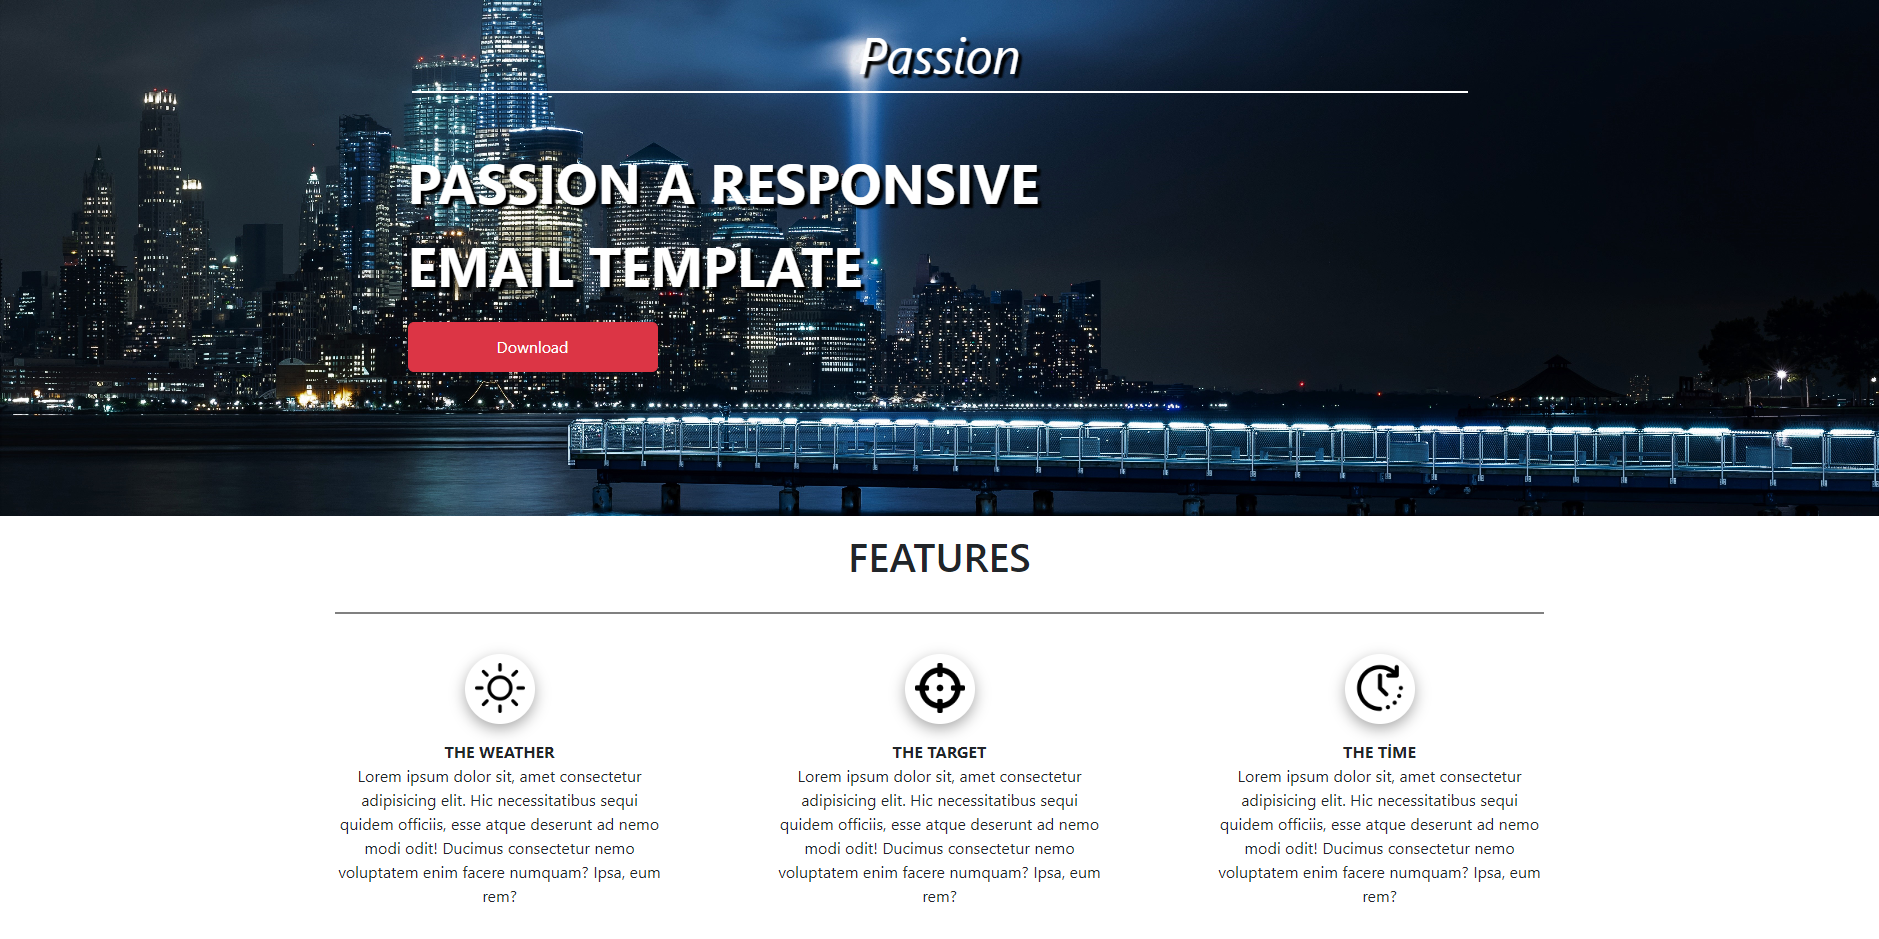 Passion
PASSION A RESPONSIVE
EMAIL TEMPLATE
Download
FEATURES
THE WEATHER
Lorem ipsum dolor sit, amet consectetur
adipisicing elit. Hic necessitatibus sequi
quidem officiis, esse atque deserunt ad nemo
modi odit! Ducimus consectetur nemo
voluptatem enim facere numquam? Ipsa, eum
rem?
THE TARGET
Lorem ipsum dolor sit, amet consectetur
adipisicing elit. Hic necessitatibus sequi
quidem officiis, esse atque deserunt ad nemo
modi odit! Ducimus consectetur nemo
voluptatem enim facere numquam? Ipsa, eum
rem?
THE TİME
Lorem ipsum dolor sit, amet consectetur
adipisicing elit. Hic necessitatibus sequi
quidem officiis, esse atque deserunt ad nemo
modi odit! Ducimus consectetur nemo
voluptatem enim facere numquam? Ipsa, eum
rem?